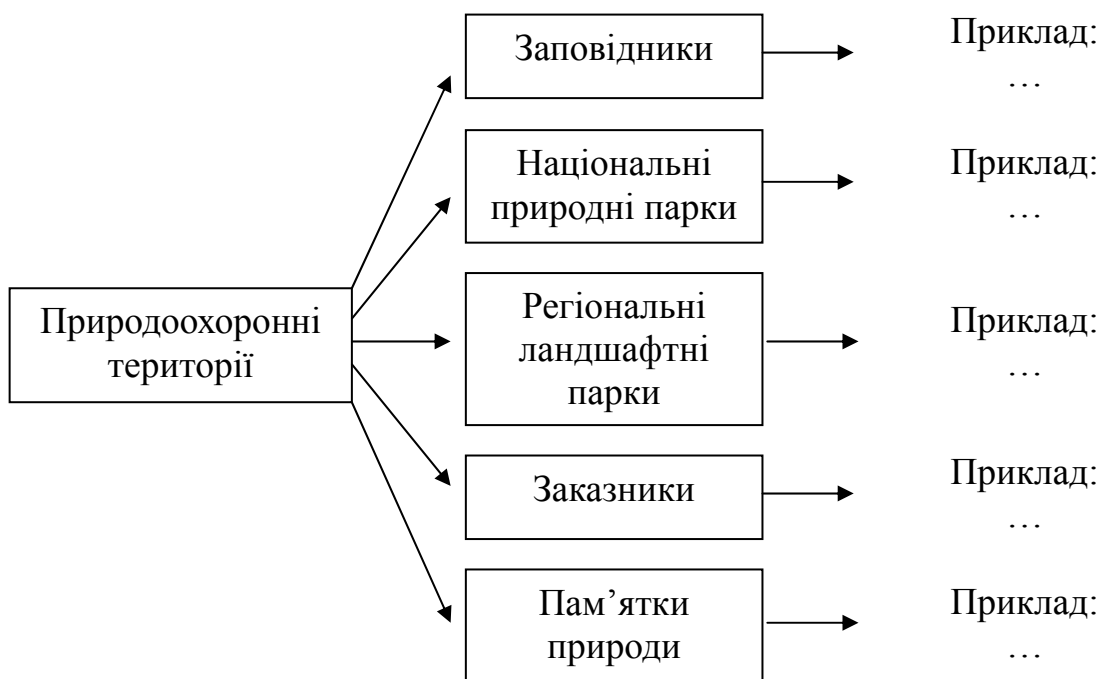 Природоохоронні
території
Заповідники
Приклад:
…
Національні
природні парки
Приклад:
…
Регіональні
ландшафтні
парки
Приклад:
…
Заказники
Приклад:
…
Пам’ятки
природи
Приклад:
…